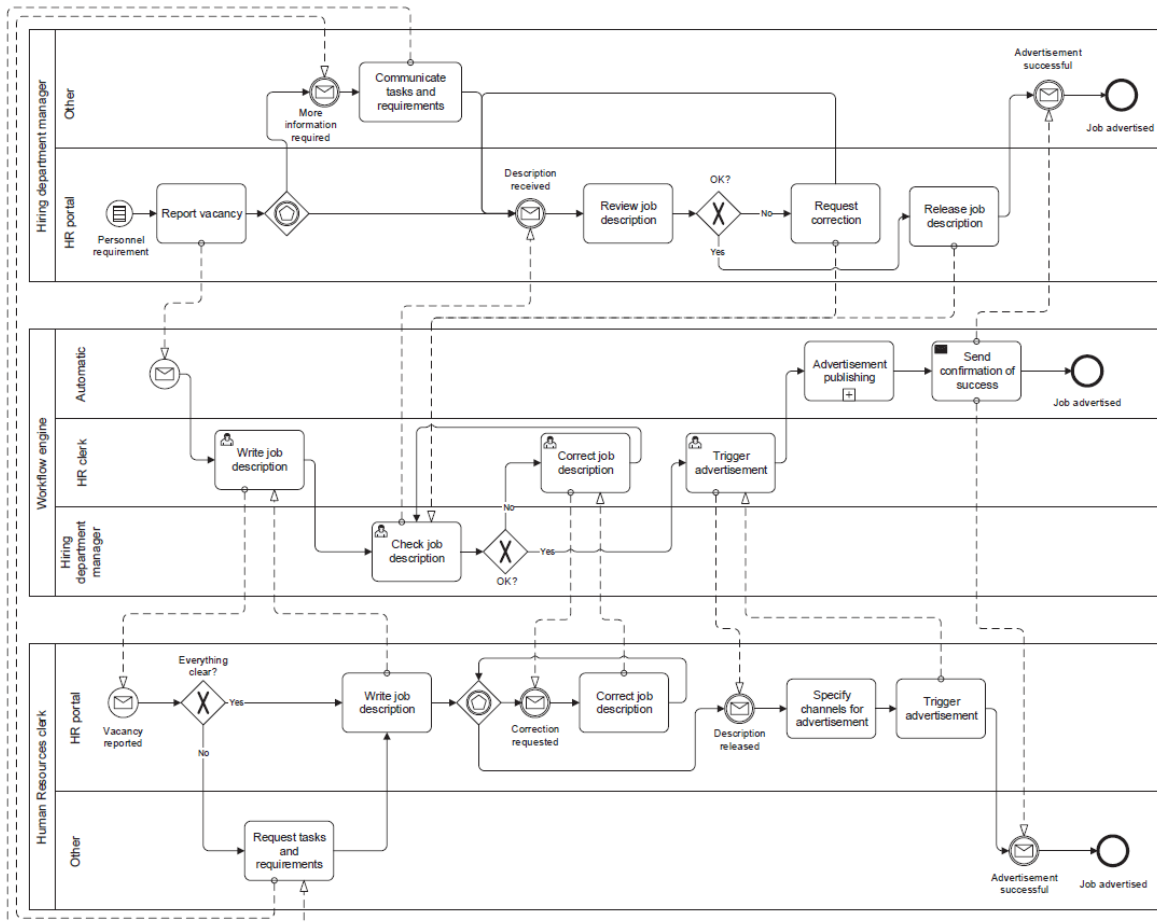 Hiring department manager
Other
HR portal
More
information
required
Communicate
tasks and
requirements
Advertisement
successful
Job advertised
Personnel
requirement
Report vacancy
Description
received
Review job
description
OK?
No
Yes
Request
correction
Release job
description
Workflow engine
Automatic
HR clerk
Hiring
department
manager
Advertisement
publishing
Send
confirmation of
success
Job advertised
Write job
description
Correct job
description
Trigger
advertisement
Check job
description
No
Yes
OK?
Human Resources clerk
HR portal
Other
Vacancy
reported
Everything
clear?
Yes
No
Write job
description
Correction
requested
Correct job
description
Description
released
Specify
channels for
advertisement
Trigger
advertisement
Request tasks
and
requirements
Advertisement
successful
Job advertised